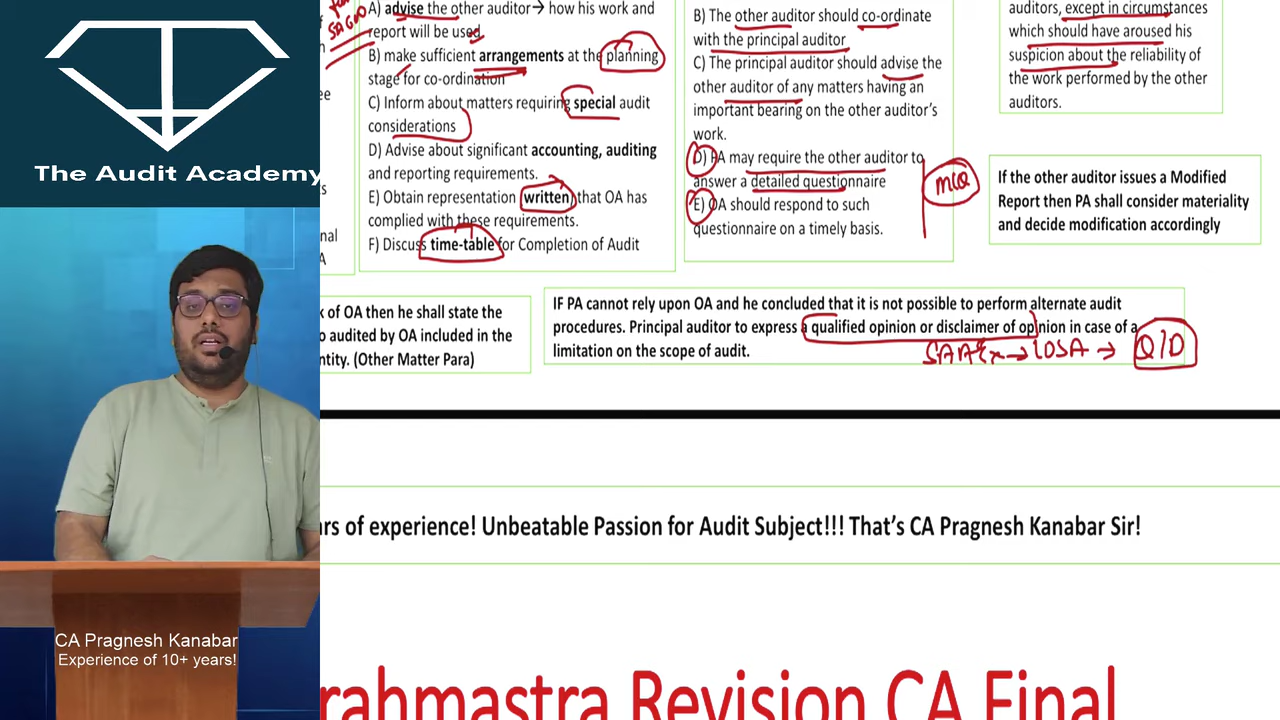 The Audit Academy
CA Pragnesh Kanabar
Experience of 10+ years!
SA 600
ee
s
nal
A
A) advise the other auditor→ how his work and
report will be used.
B) make sufficient arrangements at the planning
stage for co-ordination
C) Inform about matters requiring special audit
considerations
D) Advise about significant accounting, auditing
and reporting requirements.
E) Obtain representation written that OA has
complied with these requirements.
F) Discuss time-table for Completion of Audit
B) The other auditor should co-ordinate
with the principal auditor
C) The principal auditor should advise the
other auditor of any matters having an
important bearing on the other auditor's
work.
D) PA may require the other auditor to
answer a detailed questionnaire
E) OA should respond to such
questionnaire on a timely basis.
MCQ
auditors, except in circumstances
which should have aroused his
suspicion about the reliability of
the work performed by the other
auditors.
If the other auditor issues a Modified
Report then PA shall consider materiality
and decide modification accordingly
k of OA then he shall state the
o audited by OA included in the
ntity. (Other Matter Para)
IF PA cannot rely upon OA and he concluded that it is not possible to perform alternate audit
procedures. Principal auditor to express a qualified opinion or disclaimer of opinion in case of a
limitation on the scope of audit.
SAAEx → LOSA → Q/D
ars of experience! Unbeatable Passion for Audit Subject!!! That's CA Pragnesh Kanabar Sir!
rahmastra Revision CA Final